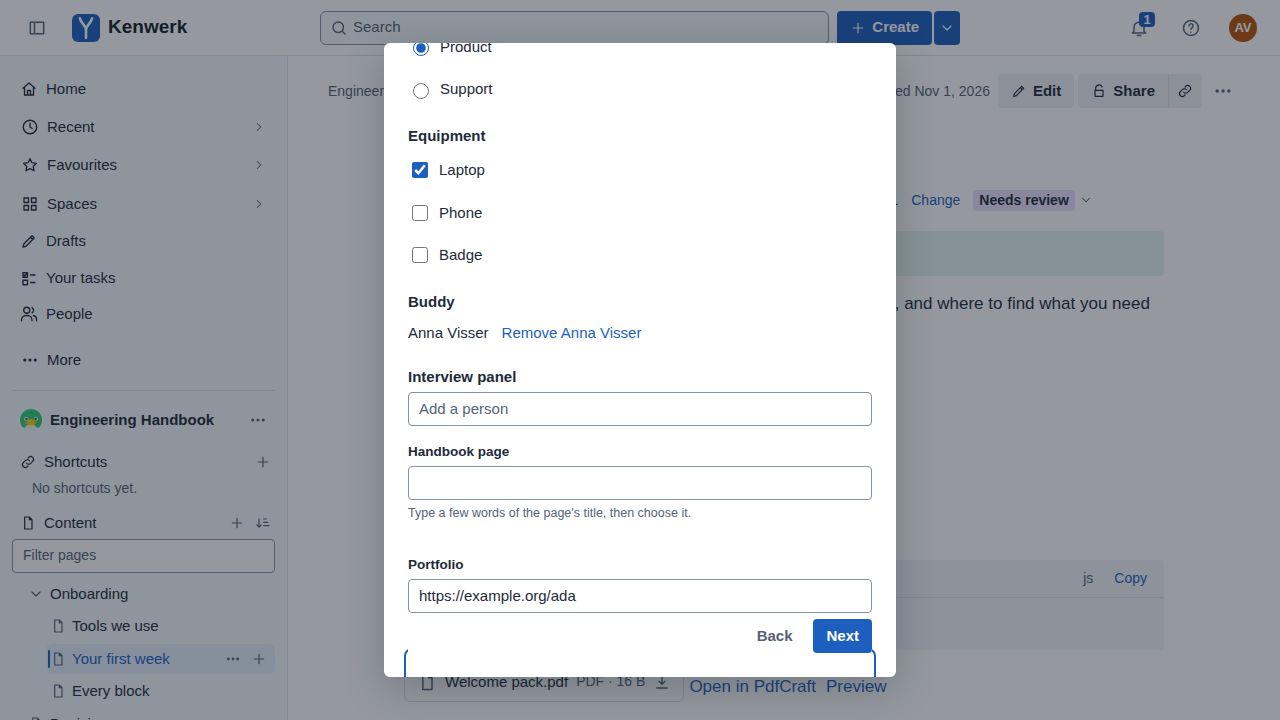 Kenwerk
Search
Create
1
AV
Home
Recent
Favourites
Spaces
Drafts
Your tasks
People
More
Engineering Handbook
Shortcuts
No shortcuts yet.
Content
Filter pages
Onboarding
Tools we use
Your first week
Every block
Engineer
ed Nov 1, 2026
Edit
Share
Change
Needs review
, and where to find what you need
js
Copy
Product
Support
Equipment
Laptop
Phone
Badge
Buddy
Anna Visser Remove Anna Visser
Interview panel
Add a person
Handbook page
Type a few words of the page's title, then choose it.
Portfolio
https://example.org/ada
Back
Next
Welcome pack.pdf PDF · 16 B
Open in PdfCraft Preview